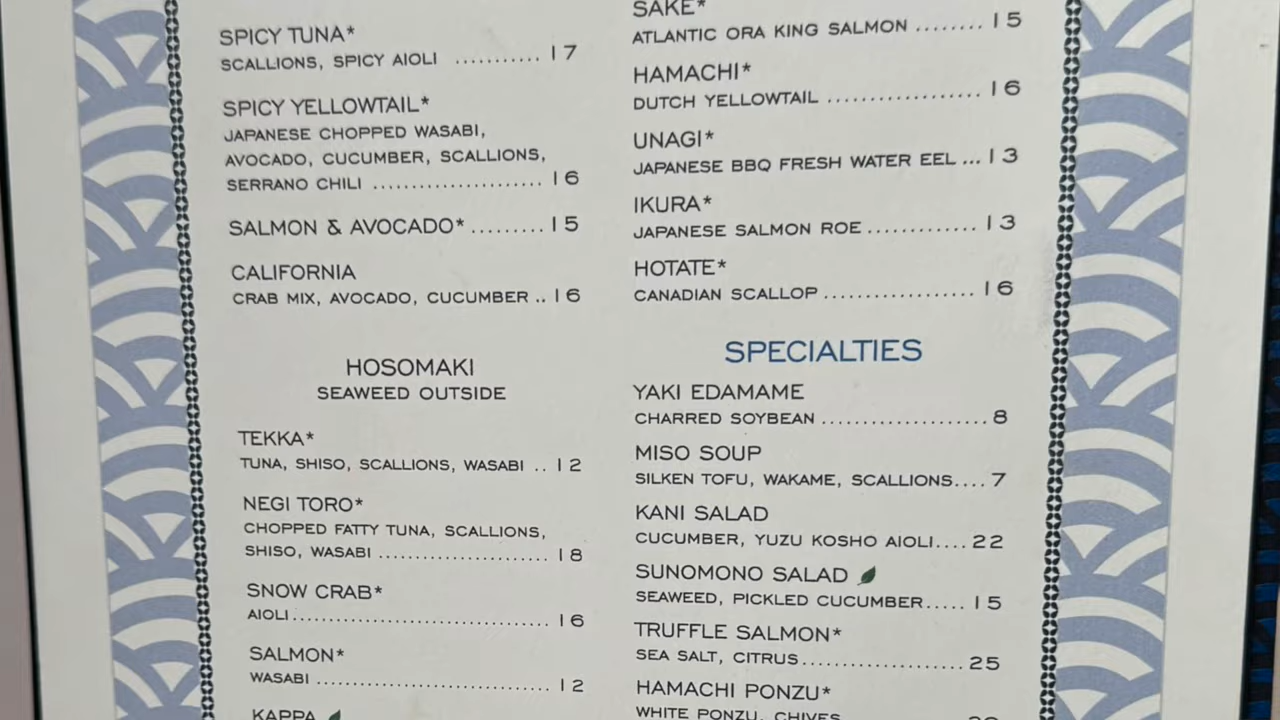 SPICY TUNA*
SCALLIONS, SPICY AIOLI ........... 17
SPICY YELLOWTAIL*
JAPANESE CHOPPED WASABI,
AVOCADO, CUCUMBER, SCALLIONS,
SERRANO CHILI ...................... 16
SALMON & AVOCADO* ......... 15
CALIFORNIA
CRAB MIX, AVOCADO, CUCUMBER .. 16
HOSOMAKI
SEAWEED OUTSIDE
TEKKA*
TUNA, SHISO, SCALLIONS, WASABI .. 12
NEGI TORO*
CHOPPED FATTY TUNA, SCALLIONS,
SHISO, WASABI ...................... 18
SNOW CRAB*
AIOLI.................................. 16
SALMON*
WASABI .............................. 12
KAPPA
SAKE*
ATLANTIC ORA KING SALMON ........ 15
HAMACHI*
DUTCH YELLOWTAIL .................. 16
UNAGI*
JAPANESE BBQ FRESH WATER EEL ... 13
IKURA*
JAPANESE SALMON ROE ............. 13
HOTATE*
CANADIAN SCALLOP .................. 16
SPECIALTIES
YAKI EDAMAME
CHARRED SOYBEAN .................... 8
MISO SOUP
SILKEN TOFU, WAKAME, SCALLIONS.... 7
KANI SALAD
CUCUMBER, YUZU KOSHO AIOLI.... 22
SUNOMONO SALAD
SEAWEED, PICKLED CUCUMBER..... 15
TRUFFLE SALMON*
SEA SALT, CITRUS................... 25
HAMACHI PONZU*
WHITE PONZU, CHIVES